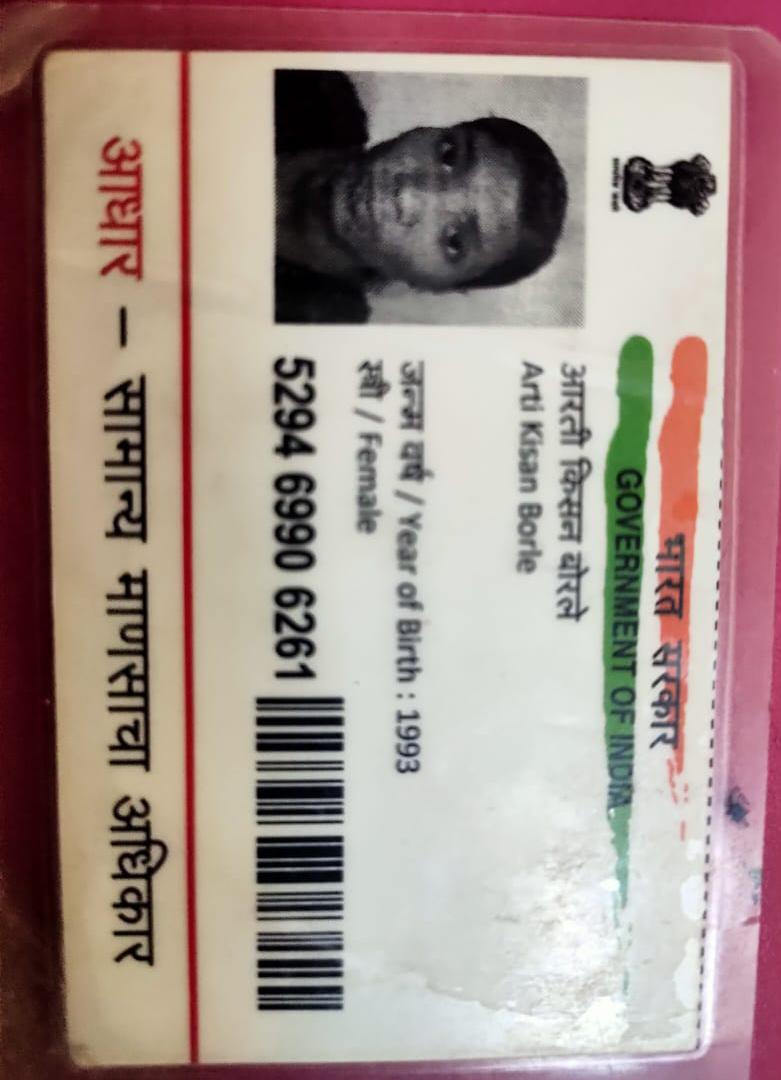 भारत सरकार
GOVERNMENT OF INDIA
आरती किसन बोरले
Arti Kisan Borle
जन्म वर्ष / Year of Birth : 1993
स्त्री / Female
5294 6990 6261
आधार – सामान्य माणसाचा अधिकार